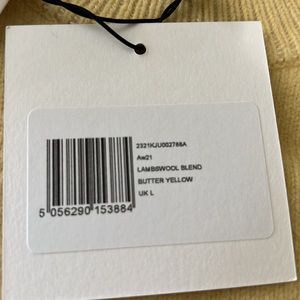 2321KJU002766A
Aw21
LAMBSWOOL BLEND
BUTTER YELLOW
UK L
5 056290 153884